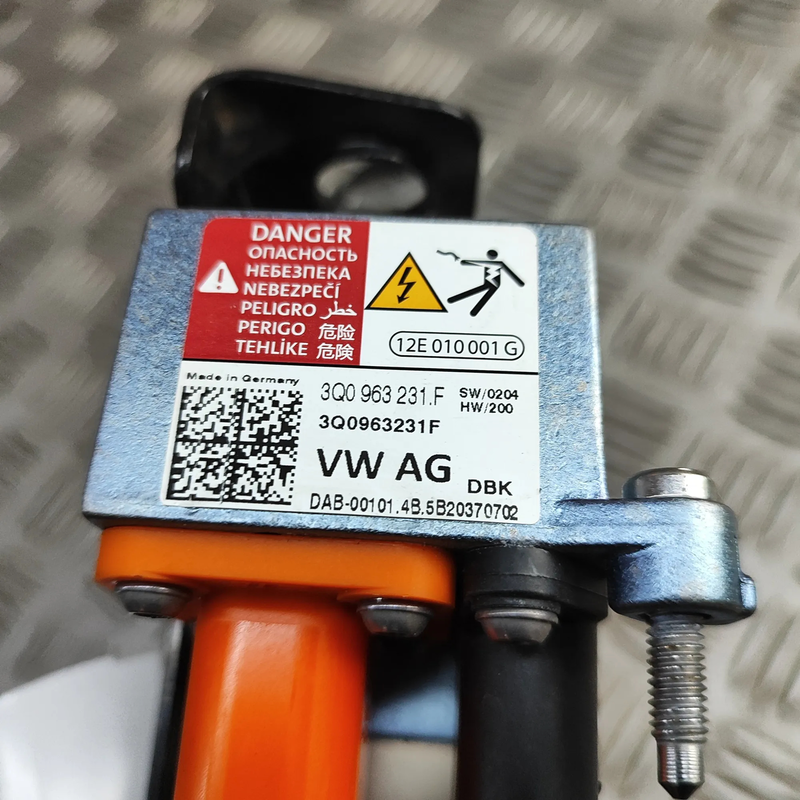 DANGER
ОПАСНОСТЬ
НЕБЕЗПЕКА
NEBEZPEČÍ
PELIGRO خطر
PERIGO 危险
TEHLİKE 危険
12E 010 001 G
Made in Germany
3Q0 963 231.F SW/0204
HW/200
3Q0963231F
VW AG DBK
DAB-00101.4B.5B20370702